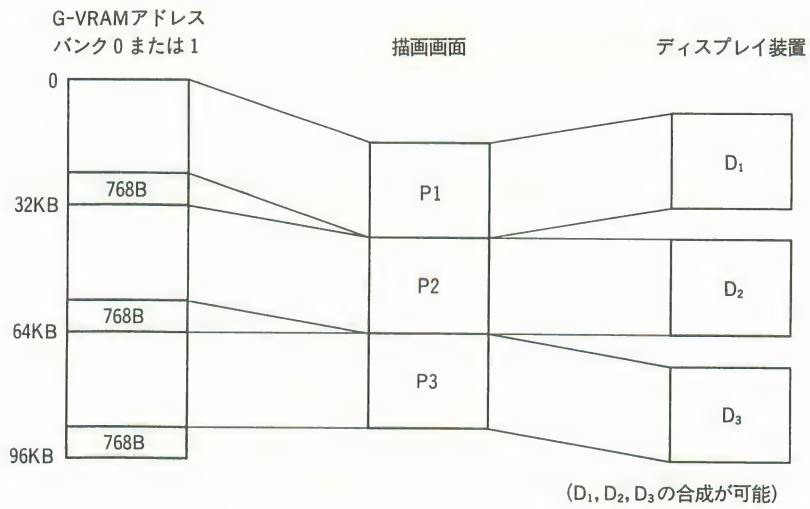 G-VRAMアドレス
バンク0または1
描画画面
ディスプレイ装置
0
768B
32KB
768B
64KB
768B
96KB
P1
P2
P3
D₁
D₂
D₃
(D₁, D₂, D₃の合成が可能)